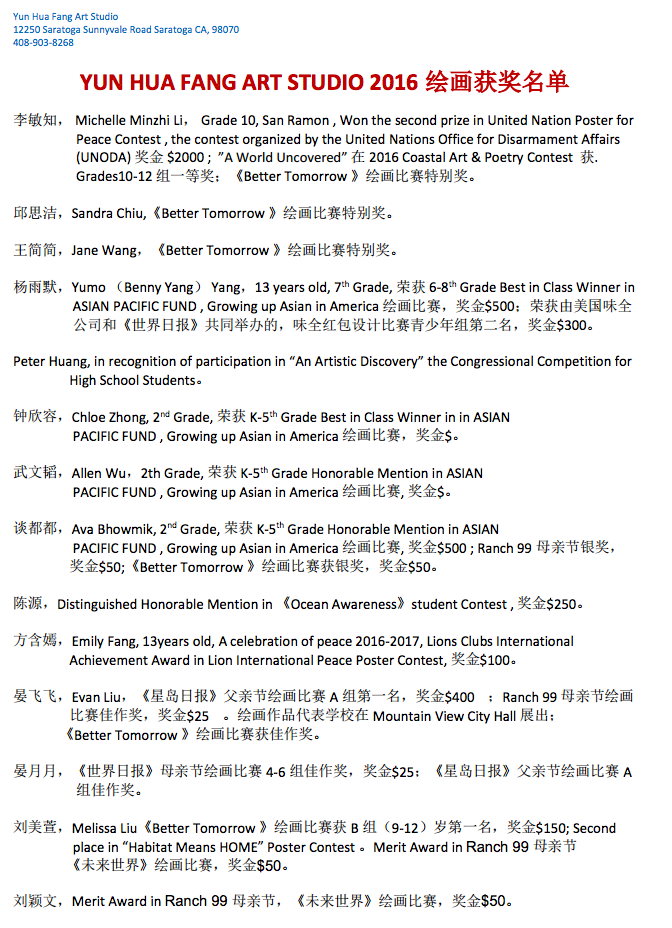 Yun Hua Fang Art Studio
12250 Saratoga Sunnyvale Road Saratoga CA, 98070
408-903-8268
YUN HUA FANG ART STUDIO 2016 绘画获奖名单
李敏知， Michelle Minzhi Li， Grade 10, San Ramon , Won the second prize in United Nation Poster for
Peace Contest , the contest organized by the United Nations Office for Disarmament Affairs
(UNODA) 奖金 $2000 ; ”A World Uncovered” 在 2016 Coastal Art & Poetry Contest 获.
Grades10-12 组一等奖；《Better Tomorrow 》绘画比赛特别奖。
邱思洁，Sandra Chiu,《Better Tomorrow 》绘画比赛特别奖。
王简简，Jane Wang， 《Better Tomorrow 》绘画比赛特别奖。
杨雨默，Yumo （Benny Yang） Yang，13 years old, 7th Grade, 荣获 6-8th Grade Best in Class Winner in
ASIAN PACIFIC FUND , Growing up Asian in America 绘画比赛，奖金$500；荣获由美国味全
公司和《世界日报》共同举办的，味全红包设计比赛青少年组第二名，奖金$300。
Peter Huang, in recognition of participation in “An Artistic Discovery” the Congressional Competition for
High School Students。
钟欣容，Chloe Zhong, 2nd Grade, 荣获 K-5th Grade Best in Class Winner in in ASIAN
PACIFIC FUND , Growing up Asian in America 绘画比赛，奖金$。
武文韬，Allen Wu，2th Grade, 荣获 K-5th Grade Honorable Mention in ASIAN
PACIFIC FUND , Growing up Asian in America 绘画比赛, 奖金$。
谈都都，Ava Bhowmik, 2nd Grade, 荣获 K-5th Grade Honorable Mention in ASIAN
PACIFIC FUND , Growing up Asian in America 绘画比赛, 奖金$500 ; Ranch 99 母亲节银奖，
奖金$50;《Better Tomorrow 》绘画比赛获银奖，奖金$50。
陈源，Distinguished Honorable Mention in 《Ocean Awareness》student Contest , 奖金$250。
方含嫣，Emily Fang, 13years old, A celebration of peace 2016-2017, Lions Clubs International
Achievement Award in Lion International Peace Poster Contest, 奖金$100。
晏飞飞，Evan Liu， 《星岛日报》父亲节绘画比赛 A 组第一名，奖金$400 ；Ranch 99 母亲节绘画
比赛佳作奖，奖金$25 。绘画作品代表学校在 Mountain View City Hall 展出；
《Better Tomorrow 》绘画比赛获佳作奖。
晏月月，《世界日报》母亲节绘画比赛 4-6 组佳作奖，奖金$25；《星岛日报》父亲节绘画比赛 A
组佳作奖。
刘美萱，Melissa Liu《Better Tomorrow 》绘画比赛获 B 组（9-12）岁第一名，奖金$150; Second
place in “Habitat Means HOME” Poster Contest 。Merit Award in Ranch 99 母亲节
《未来世界》绘画比赛，奖金$50。
刘颖文，Merit Award in Ranch 99 母亲节，《未来世界》绘画比赛，奖金$50。